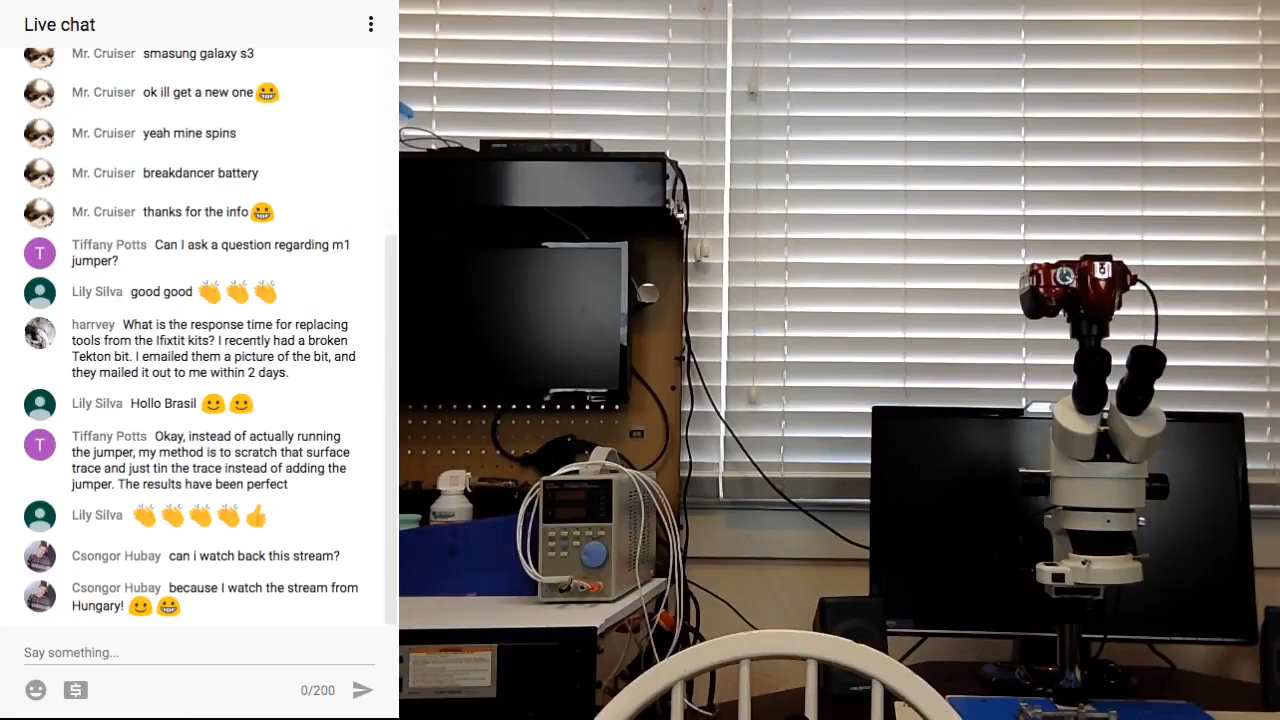 Live chat
Mr. Cruiser smasung galaxy s3
Mr. Cruiser ok ill get a new one
Mr. Cruiser yeah mine spins
Mr. Cruiser breakdancer battery
Mr. Cruiser thanks for the info
T
Tiffany Potts Can I ask a question regarding m1
jumper?
Lily Silva good good
harrvey What is the response time for replacing
tools from the Ifixtit kits? I recently had a broken
Tekton bit. I emailed them a picture of the bit, and
they mailed it out to me within 2 days.
Lily Silva Hollo Brasil
T
Tiffany Potts Okay, instead of actually running
the jumper, my method is to scratch that surface
trace and just tin the trace instead of adding the
jumper. The results have been perfect
Lily Silva
Csongor Hubay can i watch back this stream?
Csongor Hubay because I watch the stream from
Hungary!
Say something...
0/200